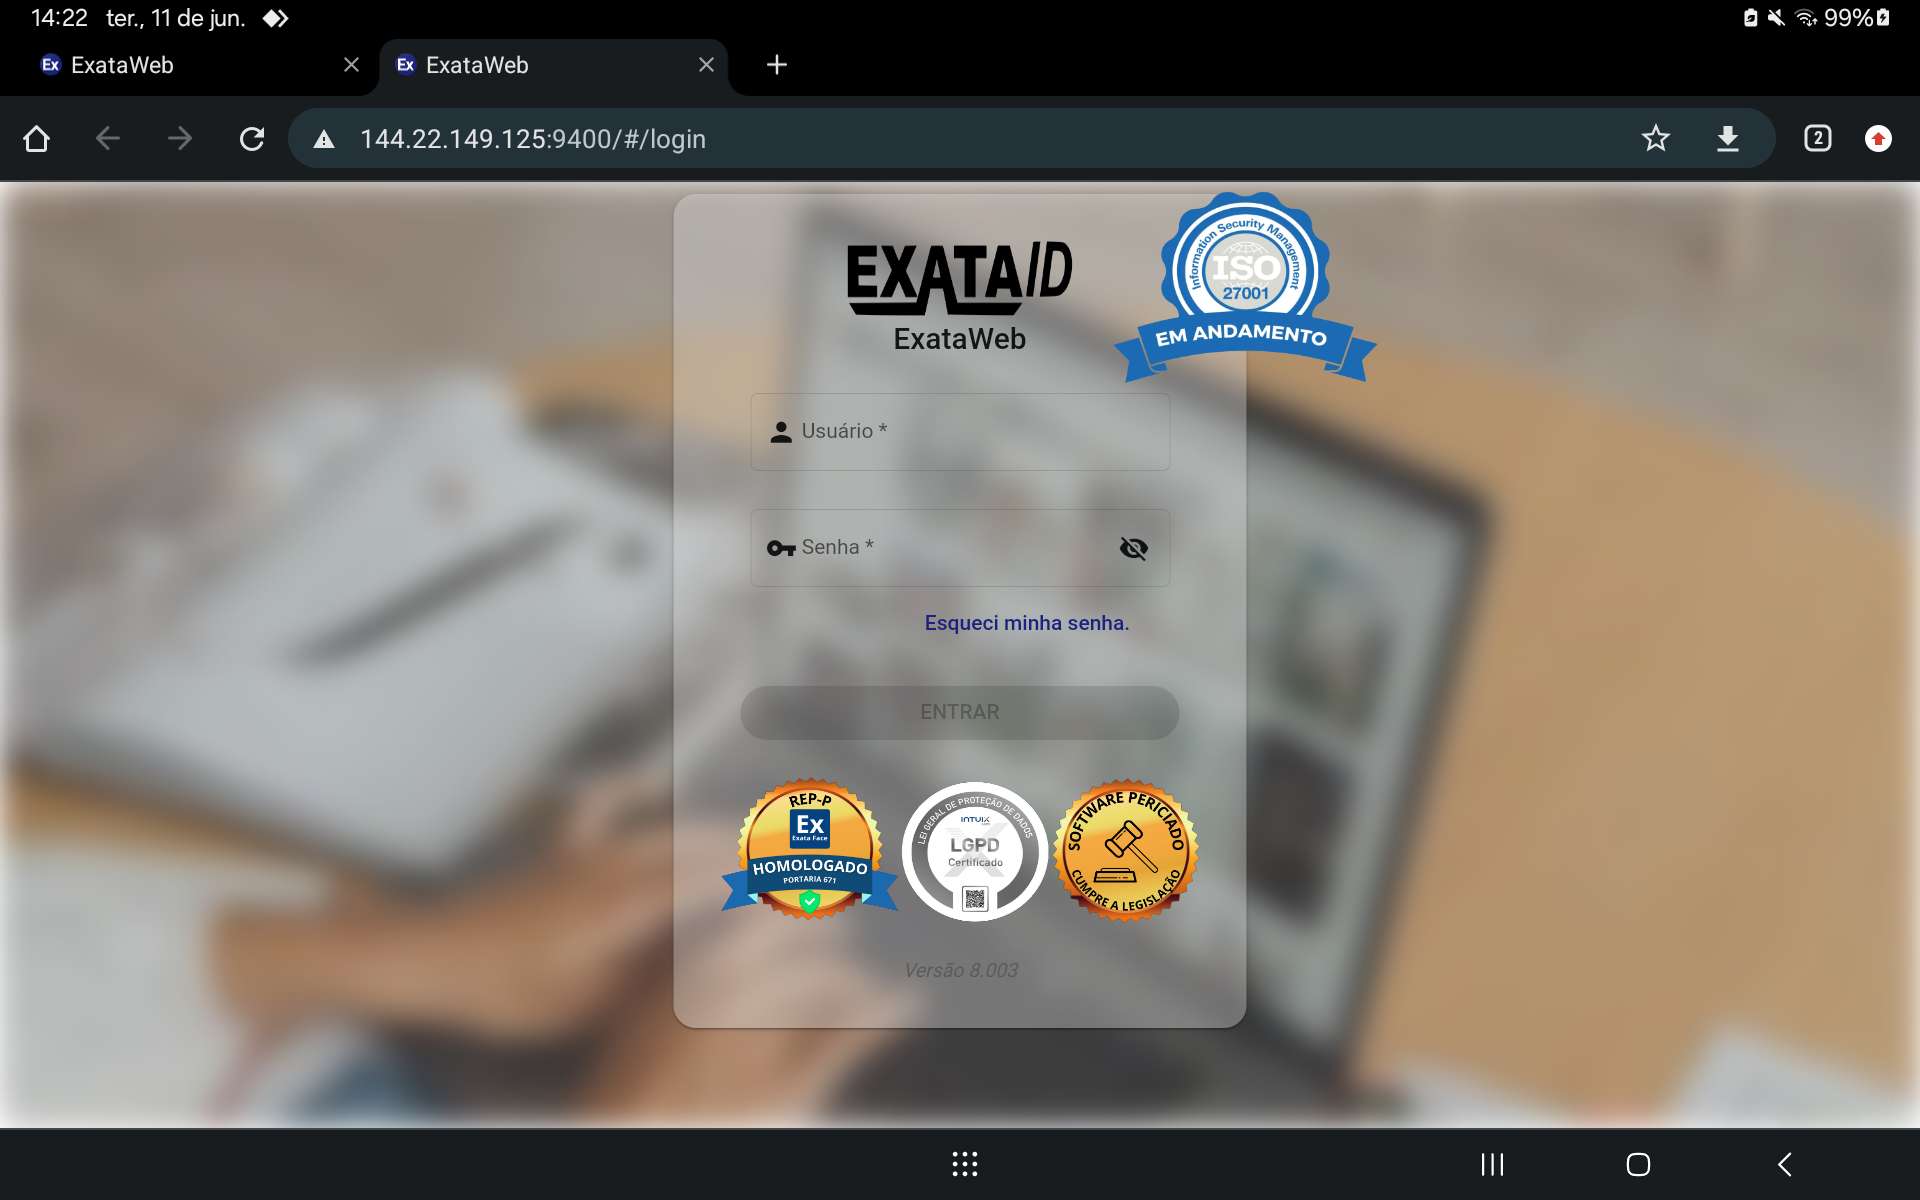 14:22 ter., 11 de jun. 99%
Ex ExataWeb
Ex ExataWeb
144.22.149.125:9400/#/login
2
EXATAID
ExataWeb
Information Security Management
ISO
27001
EM ANDAMENTO
Usuário *
Senha *
Esqueci minha senha.
ENTRAR
REP-P
Ex
Exata Face
HOMOLOGADO
PORTARIA 671
LEI GERAL DE PROTEÇÃO DE DADOS
INTUIX
LGPD
Certificado
SOFTWARE PERICIADO
CUMPRE A LEGISLAÇÃO
Versão 8.003